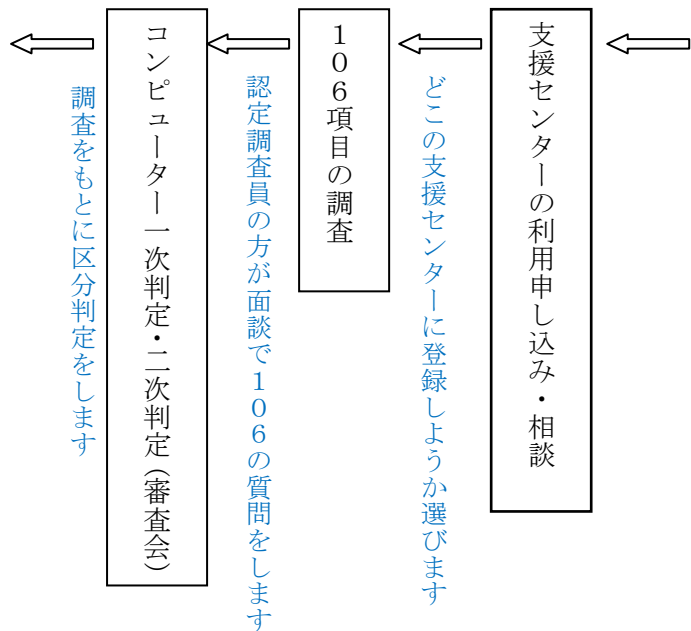 支援センターの利用申し込み・相談
どこの支援センターに登録しようか選びます
１０６項目の調査
認定調査員の方が面談で１０６の質問をします
コンピューター一次判定・二次判定（審査会）
調査をもとに区分判定をします